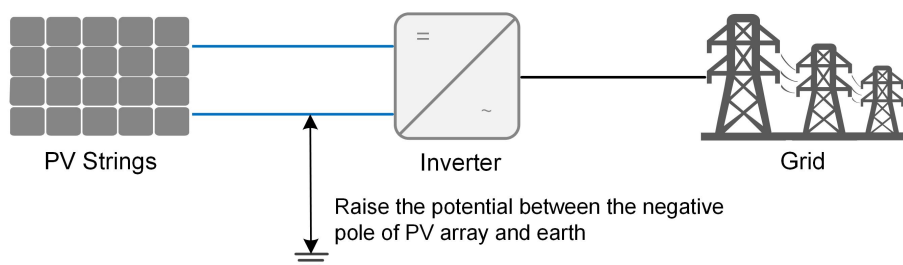 =
~
PV Strings
Inverter
Grid
Raise the potential between the negative
pole of PV array and earth